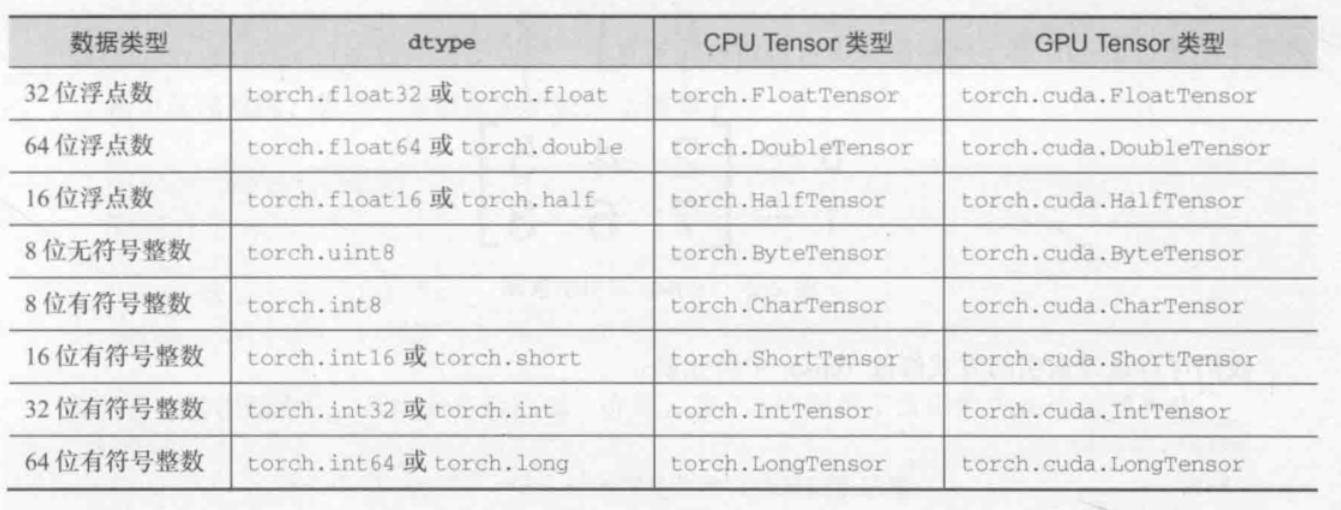 数据类型 dtype CPU Tensor 类型 GPU Tensor 类型
32 位浮点数 torch.float32 或 torch.float torch.FloatTensor torch.cuda.FloatTensor
64 位浮点数 torch.float64 或 torch.double torch.DoubleTensor torch.cuda.DoubleTensor
16 位浮点数 torch.float16 或 torch.half torch.HalfTensor torch.cuda.HalfTensor
8 位无符号整数 torch.uint8 torch.ByteTensor torch.cuda.ByteTensor
8 位有符号整数 torch.int8 torch.CharTensor torch.cuda.CharTensor
16 位有符号整数 torch.int16 或 torch.short torch.ShortTensor torch.cuda.ShortTensor
32 位有符号整数 torch.int32 或 torch.int torch.IntTensor torch.cuda.IntTensor
64 位有符号整数 torch.int64 或 torch.long torch.LongTensor torch.cuda.LongTensor